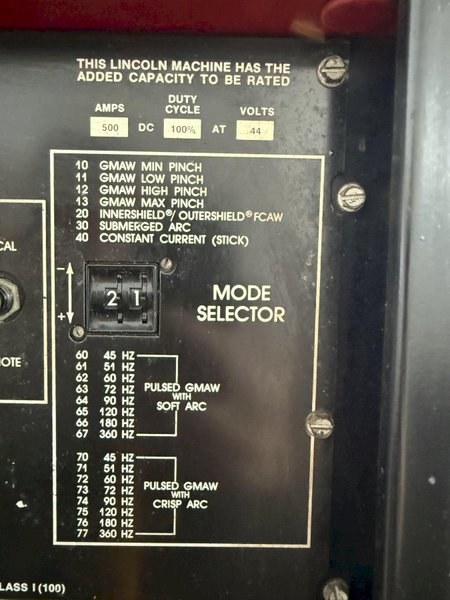 THIS LINCOLN MACHINE HAS THE
ADDED CAPACITY TO BE RATED
AMPS DUTY CYCLE VOLTS
500 DC 100% AT 44
10 GMAW MIN PINCH
11 GMAW LOW PINCH
12 GMAW HIGH PINCH
13 GMAW MAX PINCH
20 INNERSHIELD®/OUTERSHIELD® FCAW
30 SUBMERGED ARC
40 CONSTANT CURRENT (STICK)
CAL
−
+
2 1
MODE
SELECTOR
OTE
60 45 HZ
61 51 HZ
62 60 HZ
63 72 HZ
64 90 HZ
65 120 HZ
66 180 HZ
67 360 HZ
PULSED GMAW
WITH
SOFT ARC
70 45 HZ
71 51 HZ
72 60 HZ
73 72 HZ
74 90 HZ
75 120 HZ
76 180 HZ
77 360 HZ
PULSED GMAW
WITH
CRISP ARC
LASS I (100)